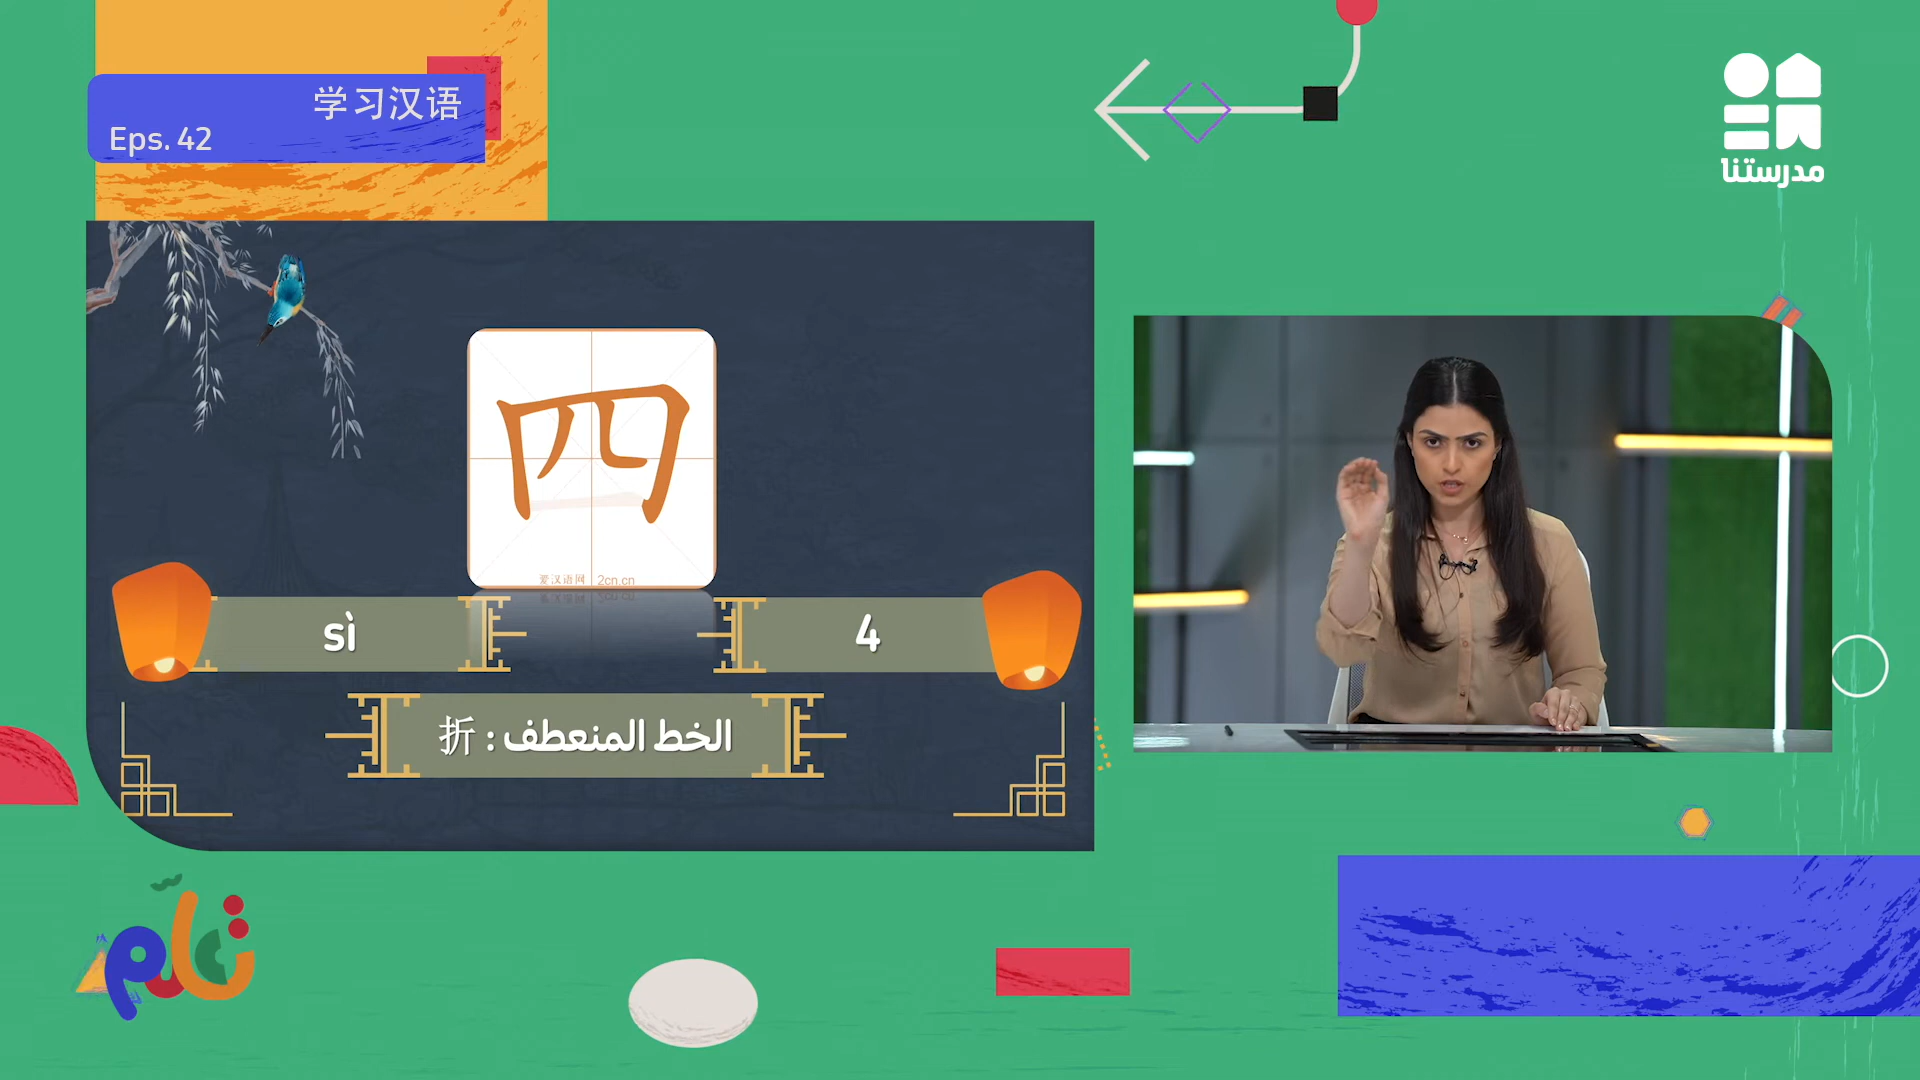 学习汉语
Eps. 42
مدرستنا
四
爱汉语网 2cn.cn
sì
4
الخط المنعطف : 折